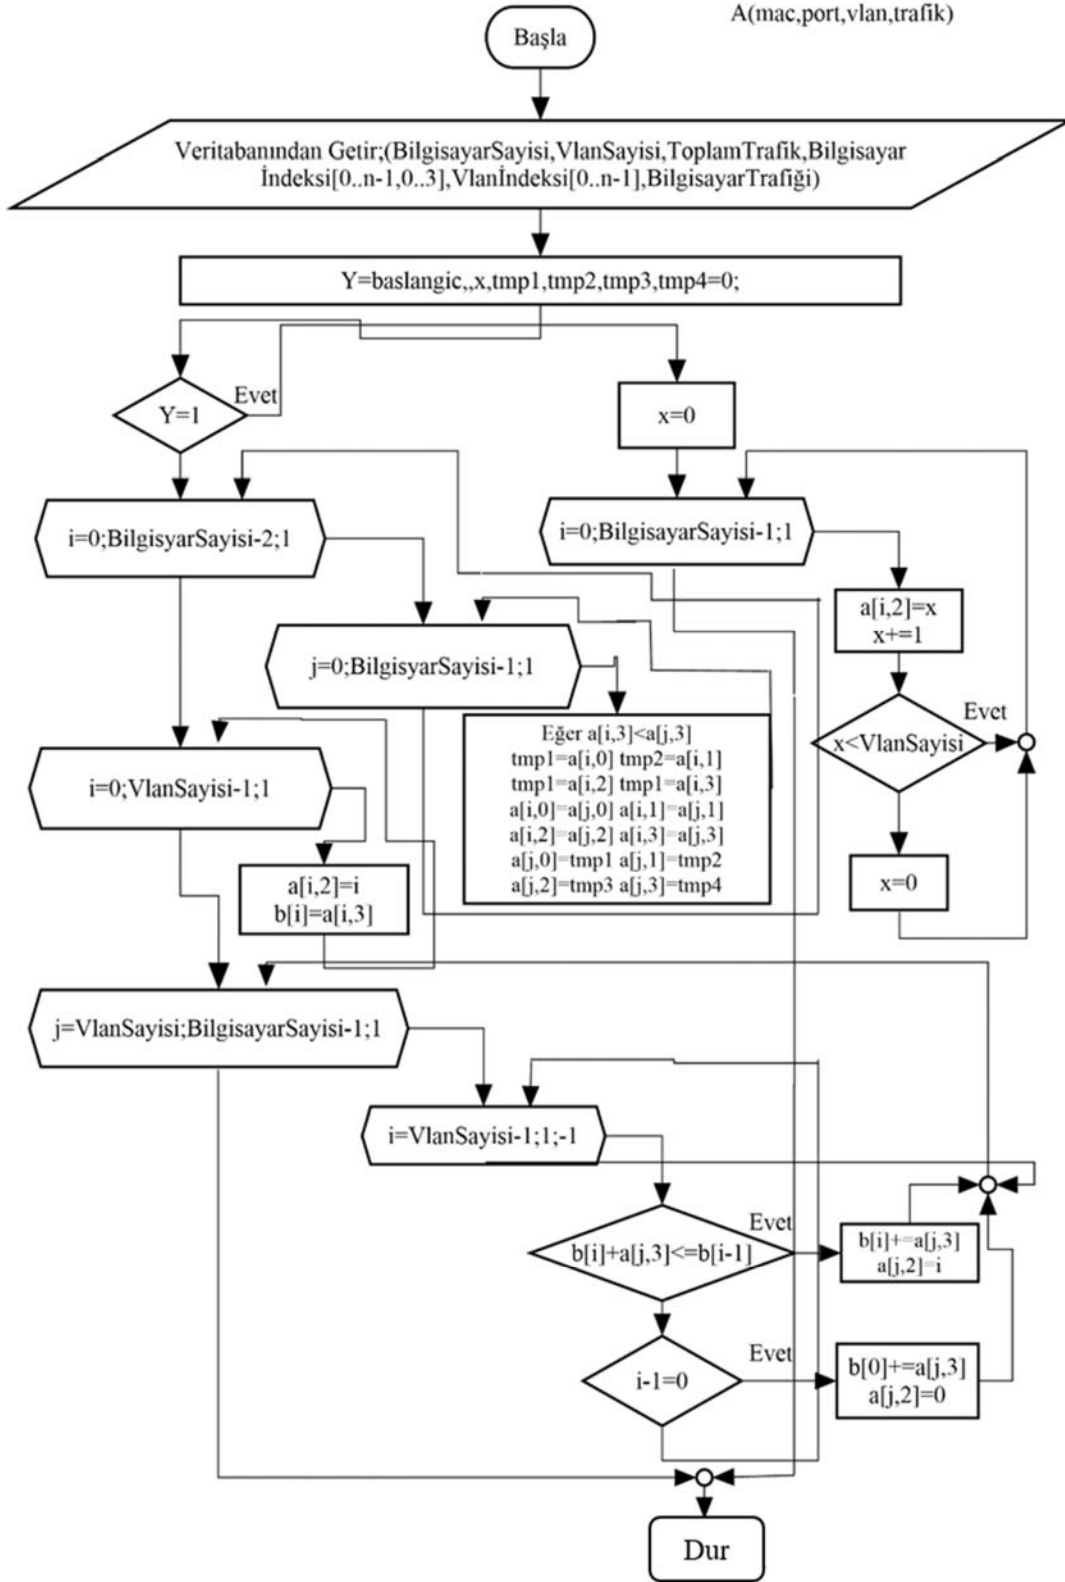 A(mac,port,vlan,trafik)
Başla
Veritabanından Getir;(BilgisayarSayisi,VlanSayisi,ToplamTrafik,Bilgisayar
İndeksi[0..n-1,0..3],Vlanİndeksi[0..n-1],BilgisayarTrafiği)
Y=baslangic,,x,tmp1,tmp2,tmp3,tmp4=0;
Y=1
Evet
x=0
i=0;BilgisyarSayisi-2;1
i=0;BilgisayarSayisi-1;1
a[i,2]=x
x+=1
j=0;BilgisyarSayisi-1;1
x<VlanSayisi
Evet
Eğer a[i,3]<a[j,3]
tmp1=a[i,0] tmp2=a[i,1]
tmp1=a[i,2] tmp1=a[i,3]
a[i,0]=a[j,0] a[i,1]=a[j,1]
a[i,2]=a[j,2] a[i,3]=a[j,3]
a[j,0]=tmp1 a[j,1]=tmp2
a[j,2]=tmp3 a[j,3]=tmp4
i=0;VlanSayisi-1;1
x=0
a[i,2]=i
b[i]=a[i,3]
j=VlanSayisi;BilgisayarSayisi-1;1
i=VlanSayisi-1;1;-1
b[i]+a[j,3]<=b[i-1]
Evet
b[i]+=a[j,3]
a[j,2]=i
i-1=0
Evet
b[0]+=a[j,3]
a[j,2]=0
Dur